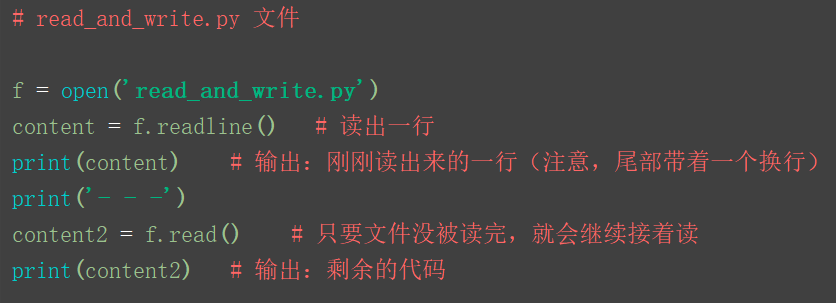 # read_and_write.py 文件
f = open('read_and_write.py')
content = f.readline()   # 读出一行
print(content)    # 输出：刚刚读出来的一行（注意，尾部带着一个换行）
print('- - -')
content2 = f.read()    # 只要文件没被读完，就会继续接着读
print(content2)   # 输出：剩余的代码